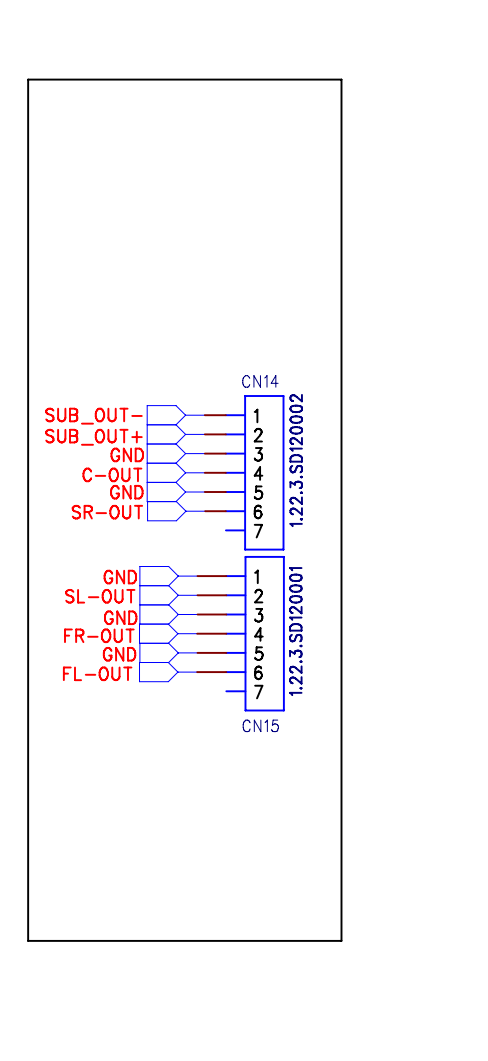 CN14
SUB_OUT- 1
SUB_OUT+ 2
GND 3
C-OUT 4
GND 5
SR-OUT 6
7
1.22.3.SD120002
GND 1
SL-OUT 2
GND 3
FR-OUT 4
GND 5
FL-OUT 6
7
1.22.3.SD120001
CN15